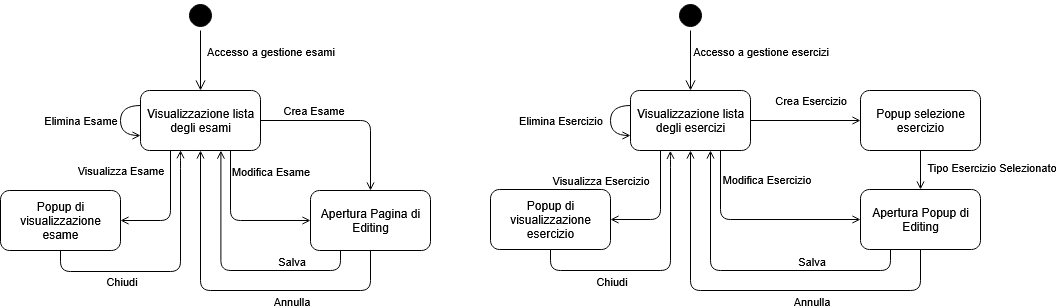 Accesso a gestione esami
Visualizzazione lista
degli esami
Elimina Esame
Crea Esame
Visualizza Esame
Modifica Esame
Popup di
visualizzazione
esame
Apertura Pagina di
Editing
Salva
Chiudi
Annulla
Accesso a gestione esercizi
Visualizzazione lista
degli esercizi
Elimina Esercizio
Crea Esercizio
Popup selezione
esercizio
Tipo Esercizio Selezionato
Visualizza Esercizio
Modifica Esercizio
Popup di
visualizzazione
esercizio
Apertura Popup di
Editing
Salva
Chiudi
Annulla